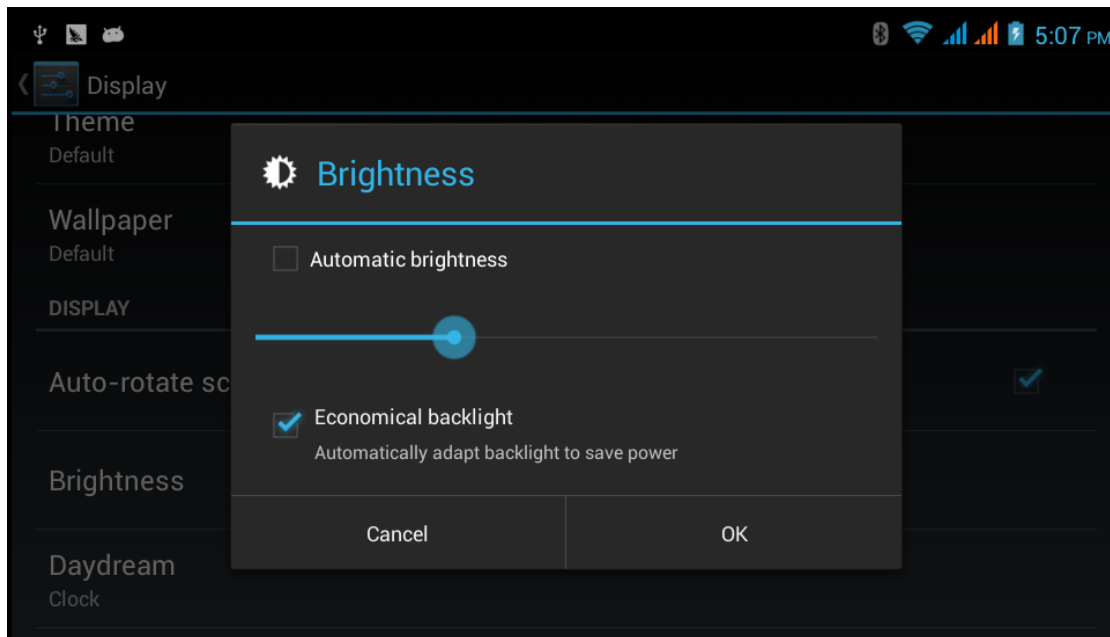 5:07 PM
Display
Theme
Default
Wallpaper
Default
DISPLAY
Auto-rotate sc
Brightness
Daydream
Clock
Brightness
Automatic brightness
Economical backlight
Automatically adapt backlight to save power
Cancel
OK